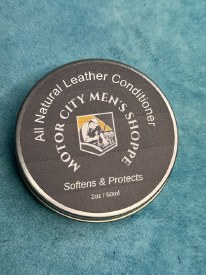 All Natural Leather Conditioner
MOTOR CITY MEN'S SHOPPE
Softens & Protects
2oz / 60ml